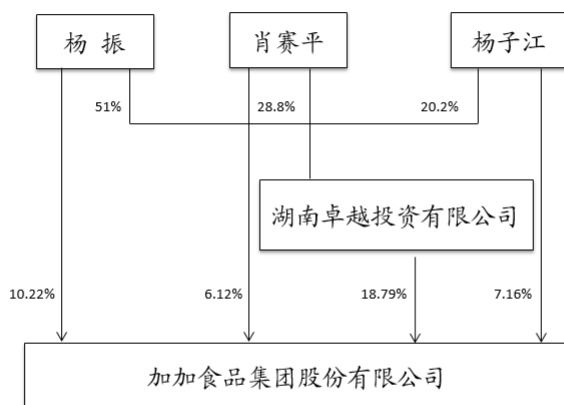 杨 振
肖赛平
杨子江
51%
28.8%
20.2%
湖南卓越投资有限公司
10.22%
6.12%
18.79%
7.16%
加加食品集团股份有限公司